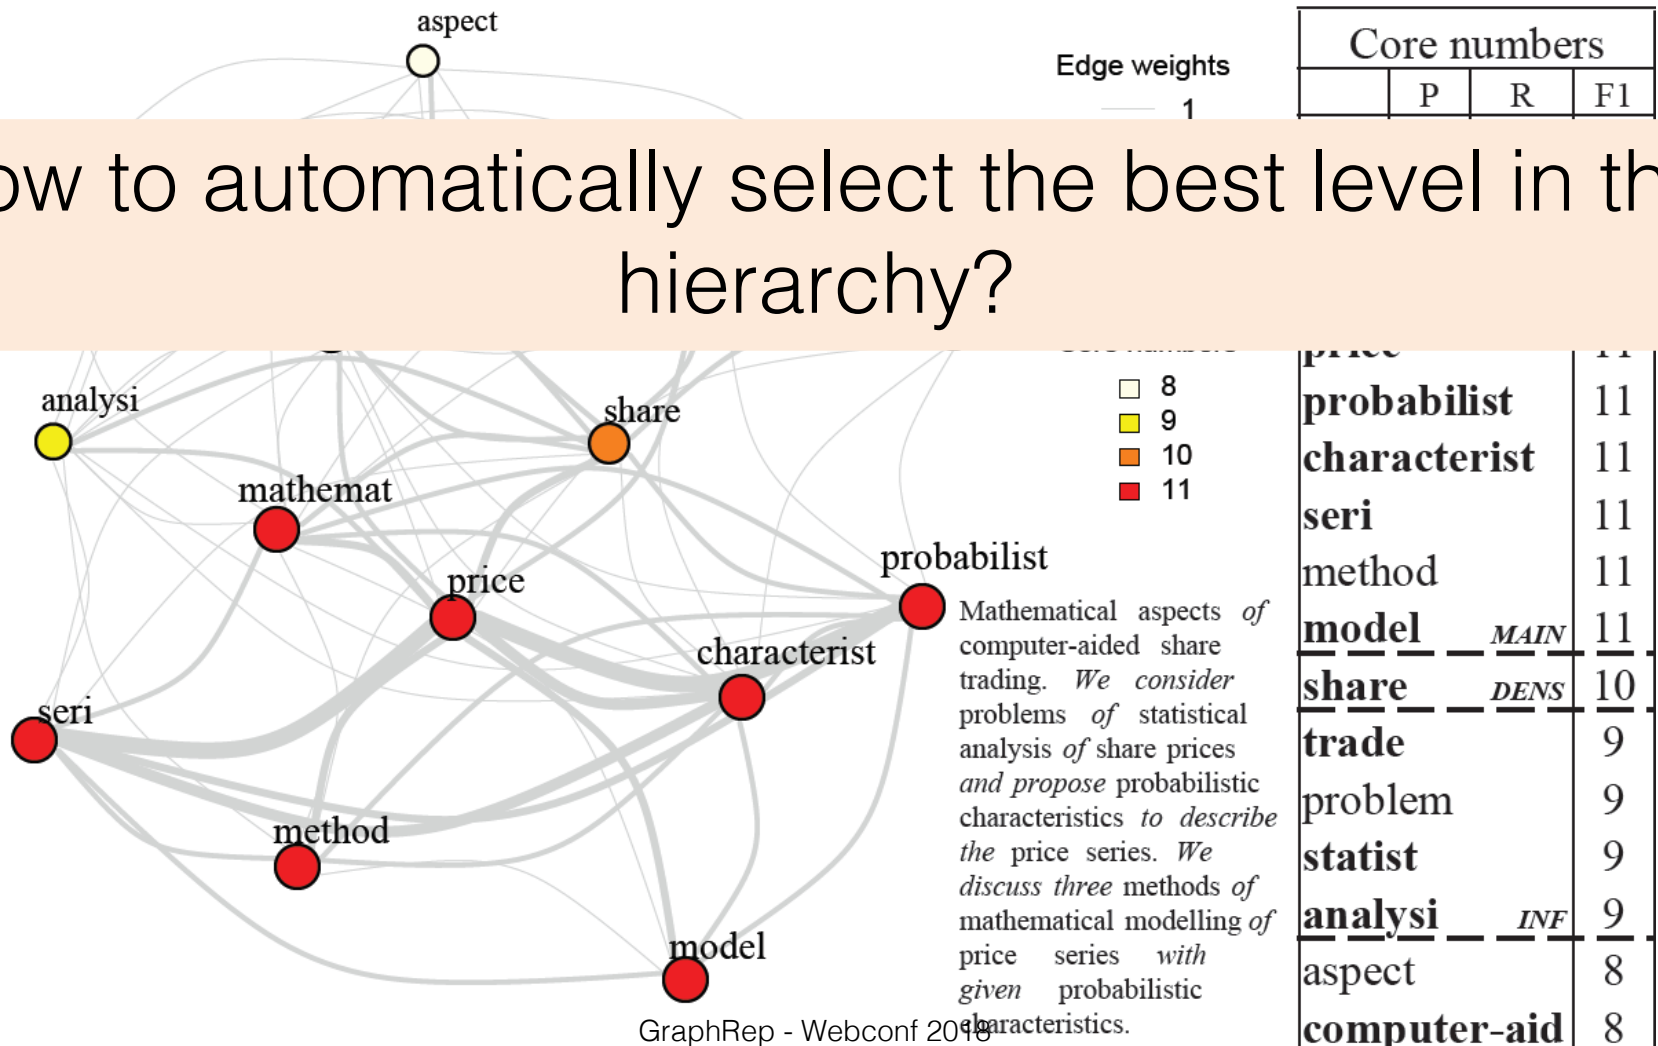 aspect
Edge weights
1
Core numbers
P R F1
ow to automatically select the best level in th
hierarchy?
analysi
share
mathemat
price
probabilist
characterist
seri
method
model
8
9
10
11
Mathematical aspects of
computer-aided share
trading. We consider
problems of statistical
analysis of share prices
and propose probabilistic
characteristics to describe
the price series. We
discuss three methods of
mathematical modelling of
price series with
given probabilistic
characteristics.
price 11
probabilist 11
characterist 11
seri 11
method 11
model MAIN 11
share DENS 10
trade 9
problem 9
statist 9
analysi INF 9
aspect 8
computer-aid 8
GraphRep - Webconf 2018